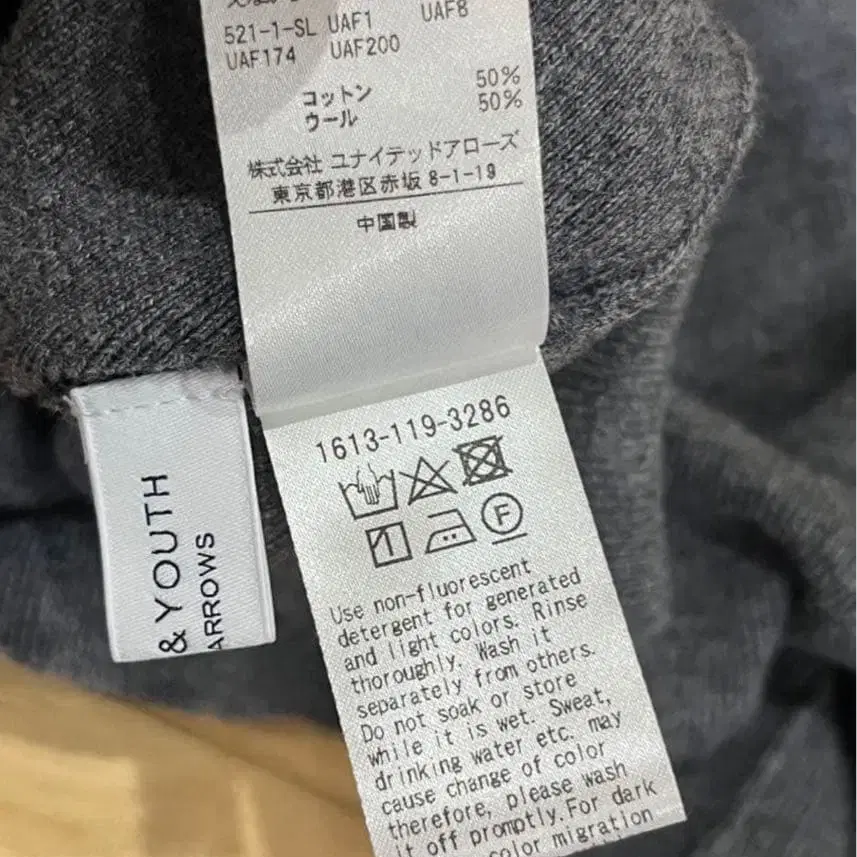 521-1-SL UAF1 UAF8
UAF174 UAF200
コットン 50%
ウール 50%
株式会社 ユナイテッドアローズ
東京都港区赤坂 8-1-19
中国製
& YOUTH
ARROWS
1613-119-3286
F
Use non-fluorescent
detergent for generated
and light colors. Rinse
thoroughly. Wash it
separately from others.
Do not soak or store
while it is wet. Sweat,
drinking water etc. may
cause change of color
therefore, please wash
it off promptly.For dark
color migration